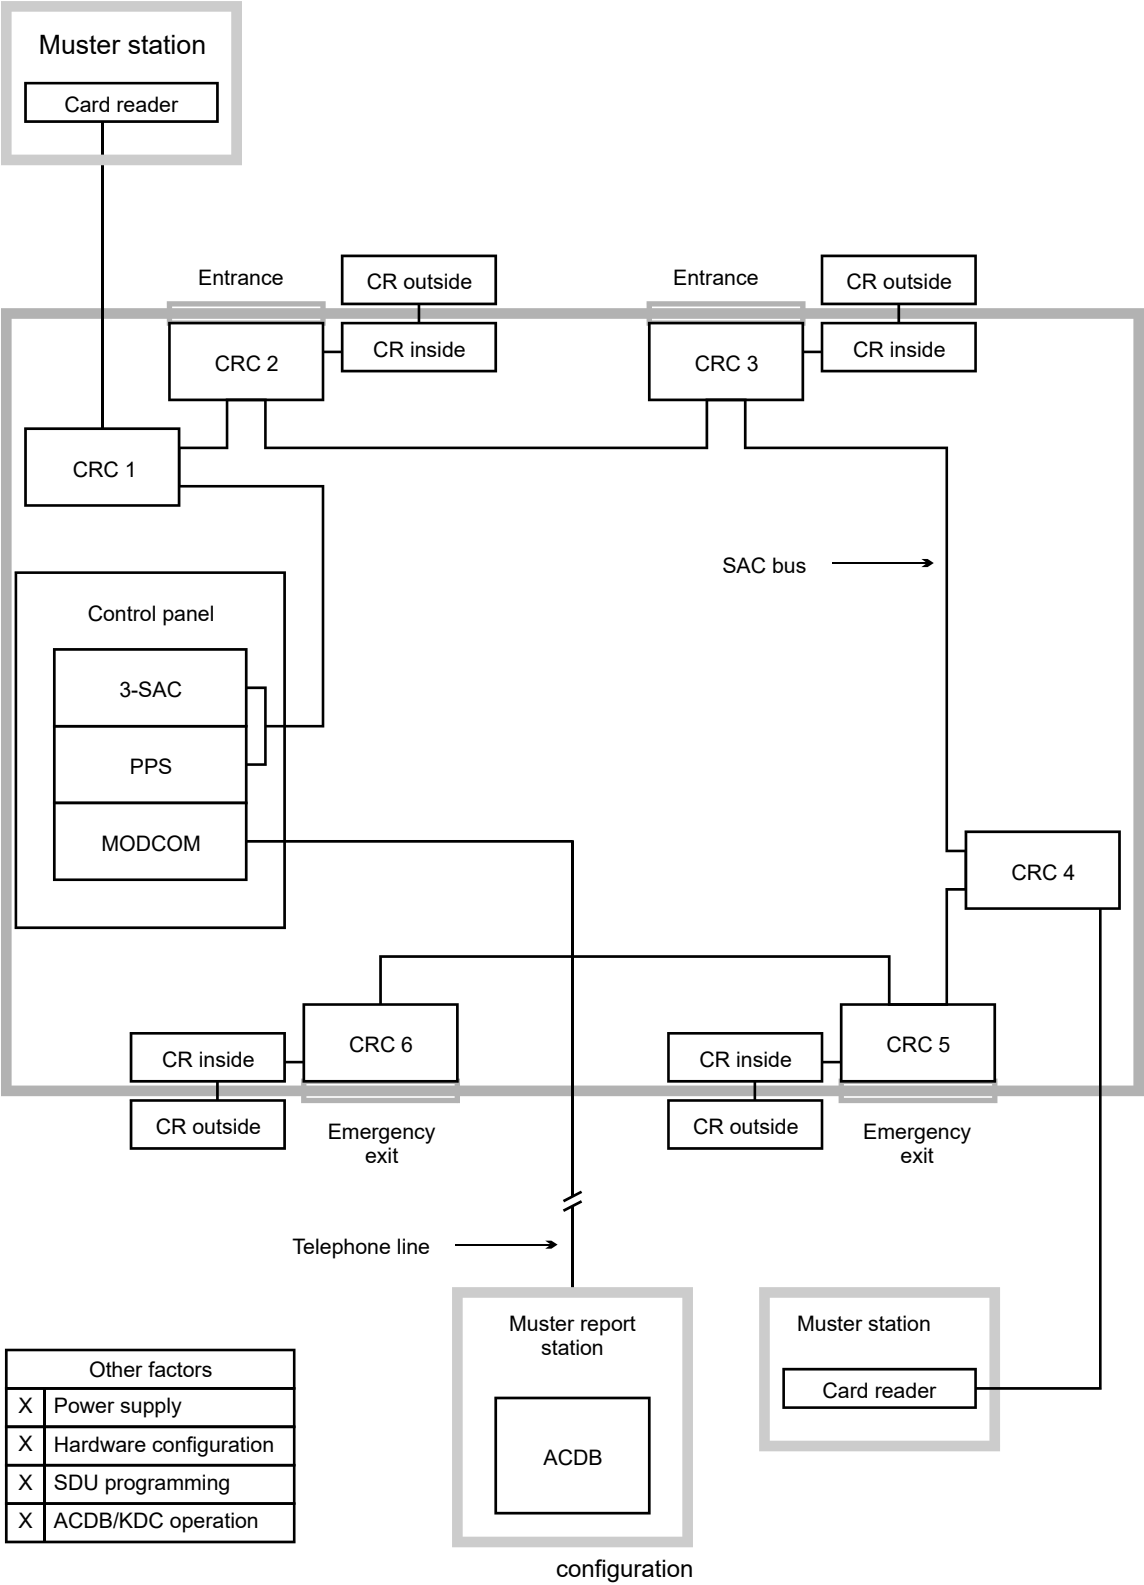 Muster station
Card reader
Entrance
CR outside
Entrance
CR outside
CRC 2
CR inside
CRC 3
CR inside
CRC 1
SAC bus
Control panel
3-SAC
PPS
MODCOM
CRC 4
CR inside
CRC 6
CR inside
CRC 5
CR outside
Emergency
exit
CR outside
Emergency
exit
Telephone line
Muster report
station
ACDB
Muster station
Card reader
Other factors
X Power supply
X Hardware configuration
X SDU programming
X ACDB/KDC operation
configuration